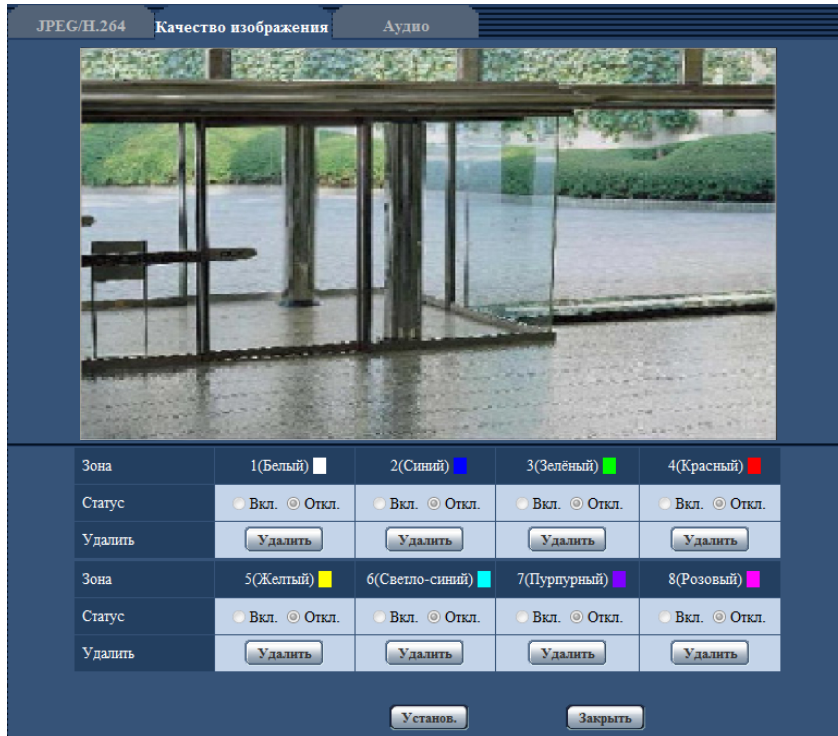 JPEG/H.264 Качество изображения Аудио
Зона 1(Белый) 2(Синий) 3(Зелёный) 4(Красный)
Статус Вкл. Откл. Вкл. Откл. Вкл. Откл. Вкл. Откл.
Удалить Удалить Удалить Удалить Удалить
Зона 5(Желтый) 6(Светло-синий) 7(Пурпурный) 8(Розовый)
Статус Вкл. Откл. Вкл. Откл. Вкл. Откл. Вкл. Откл.
Удалить Удалить Удалить Удалить Удалить
Установ. Закрыть